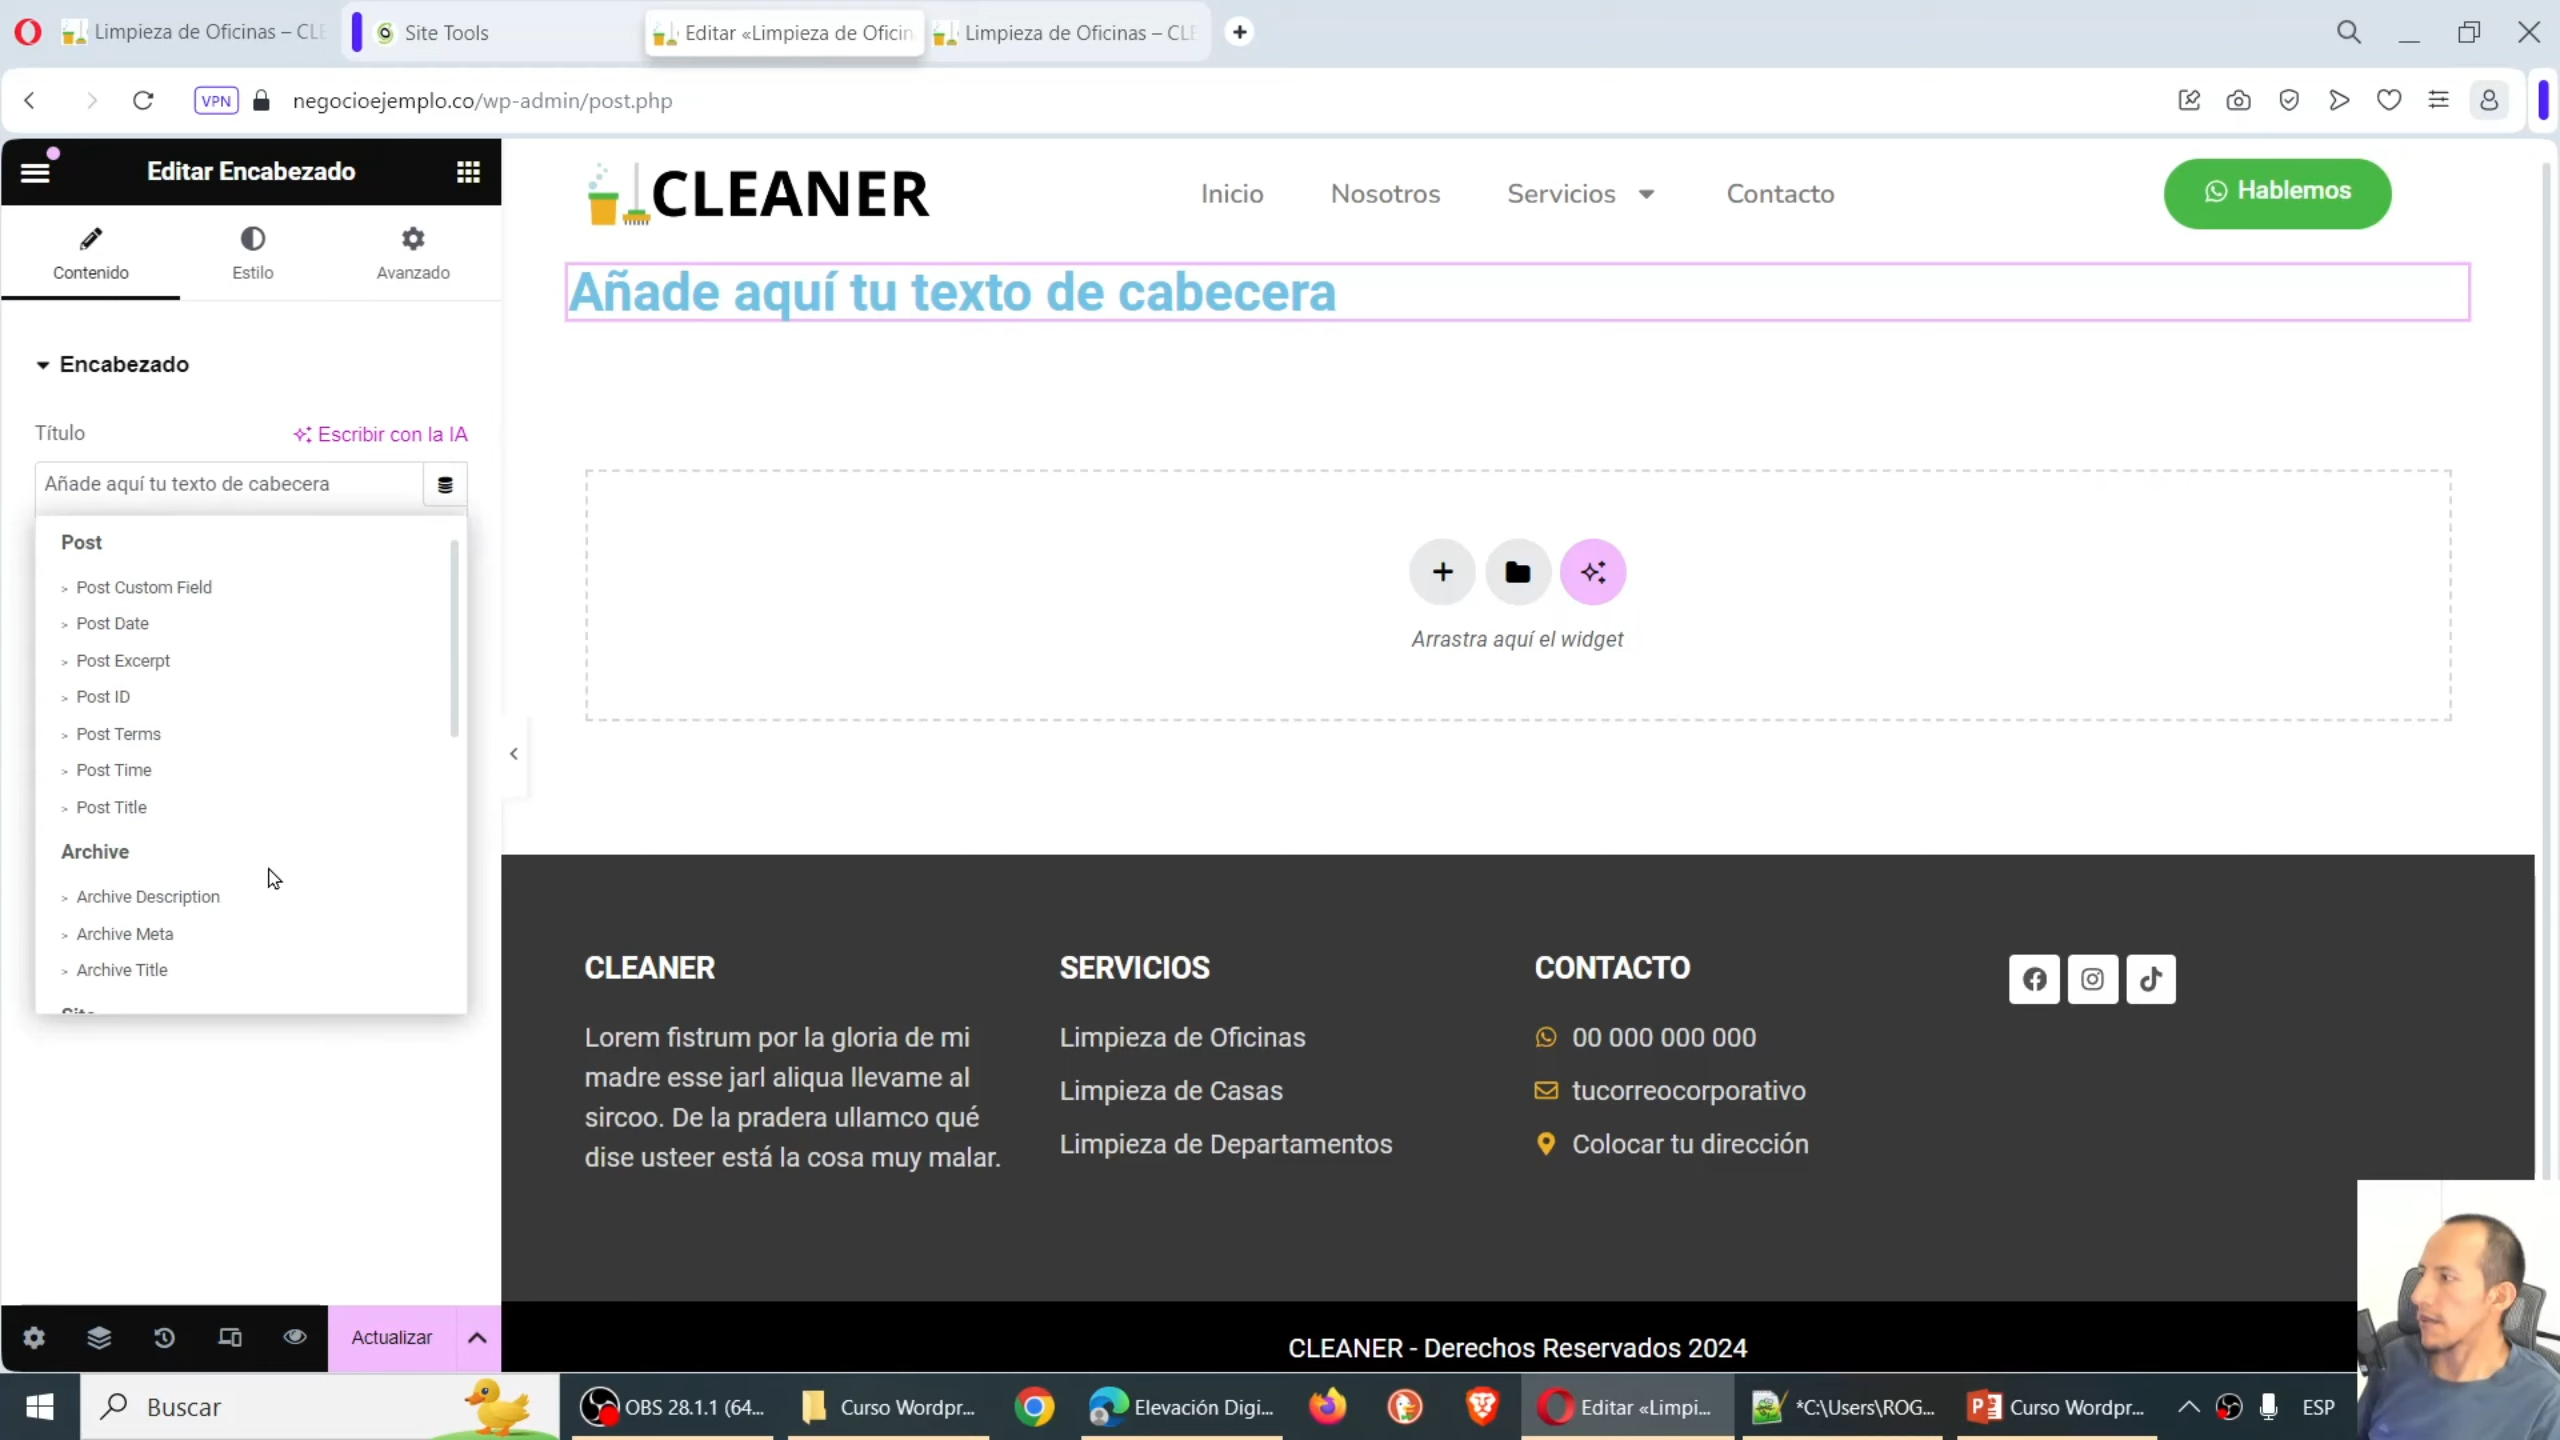 Limpieza de Oficinas – CLE
Site Tools
Editar «Limpieza de Oficin
Limpieza de Oficinas – CLE
VPN
negocioejemplo.co/wp-admin/post.php
Editar Encabezado
Contenido
Estilo
Avanzado
Encabezado
Título
Escribir con la IA
Añade aquí tu texto de cabecera
Post
> Post Custom Field
> Post Date
> Post Excerpt
> Post ID
> Post Terms
> Post Time
> Post Title
Archive
> Archive Description
> Archive Meta
> Archive Title
Actualizar
CLEANER
Inicio
Nosotros
Servicios
Contacto
Hablemos
Añade aquí tu texto de cabecera
Arrastra aquí el widget
CLEANER
Lorem fistrum por la gloria de mi
madre esse jarl aliqua llevame al
sircoo. De la pradera ullamco qué
dise usteer está la cosa muy malar.
SERVICIOS
Limpieza de Oficinas
Limpieza de Casas
Limpieza de Departamentos
CONTACTO
00 000 000 000
tucorreocorporativo
Colocar tu dirección
CLEANER - Derechos Reservados 2024
Buscar
OBS 28.1.1 (64...
Curso Wordpr...
Elevación Digi...
Editar «Limpi...
*C:\Users\ROG...
Curso Wordpr...
ESP